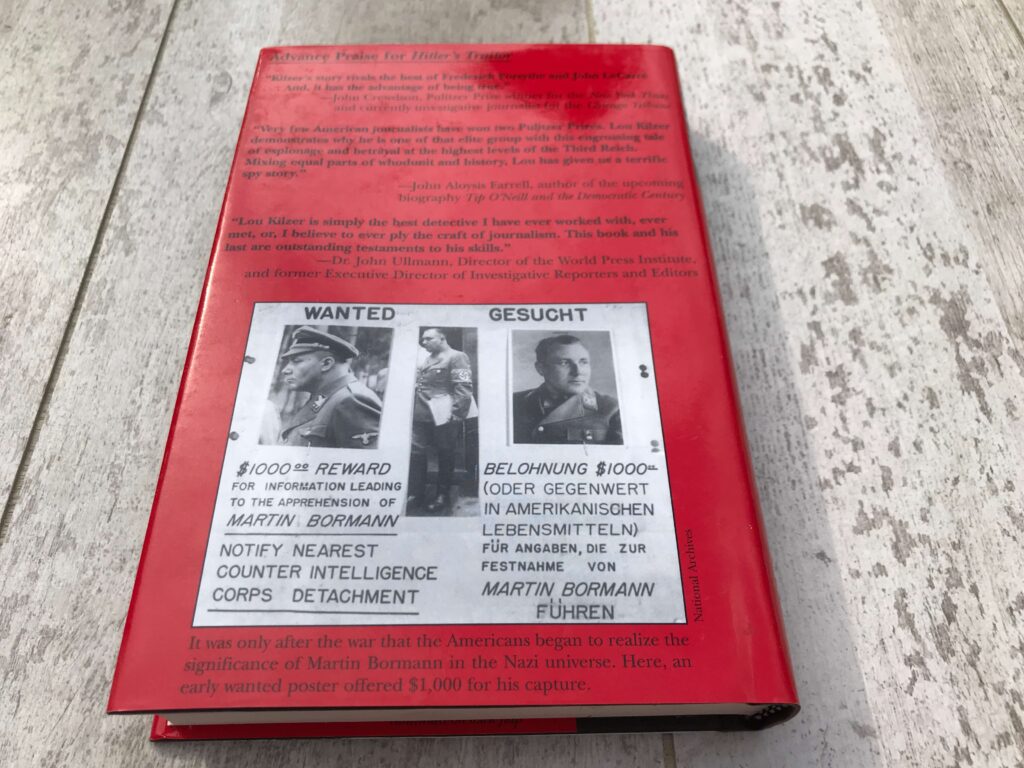 Advance Praise for Hitler's Traitor
"Kilzer's story rivals the best of Frederick Forsythe and John LeCarré
And, it has the advantage of being true."
—John Crewdson, Pulitzer Prize winner for the New York Times
and currently investigative journalist for the Chicago Tribune
"Very few American journalists have won two Pulitzer Prizes. Lou Kilzer
demonstrates why he is one of that elite group with this engrossing tale
of espionage and betrayal at the highest levels of the Third Reich.
Mixing equal parts of whodunit and history, Lou has given us a terrific
spy story."
—John Aloysis Farrell, author of the upcoming
biography Tip O'Neill and the Democratic Century
"Lou Kilzer is simply the best detective I have ever worked with, ever
met, or, I believe to ever ply the craft of journalism. This book and his
last are outstanding testaments to his skills."
—Dr. John Ullmann, Director of the World Press Institute,
and former Executive Director of Investigative Reporters and Editors
WANTED
$1000.00 REWARD
FOR INFORMATION LEADING
TO THE APPREHENSION OF
MARTIN BORMANN
NOTIFY NEAREST
COUNTER INTELLIGENCE
CORPS DETACHMENT
GESUCHT
BELOHNUNG $1000.-
(ODER GEGENWERT
IN AMERIKANISCHEN
LEBENSMITTELN)
FÜR ANGABEN, DIE ZUR
FESTNAHME VON
MARTIN BORMANN
FÜHREN
National Archives
It was only after the war that the Americans began to realize the
significance of Martin Bormann in the Nazi universe. Here, an
early wanted poster offered $1,000 for his capture.